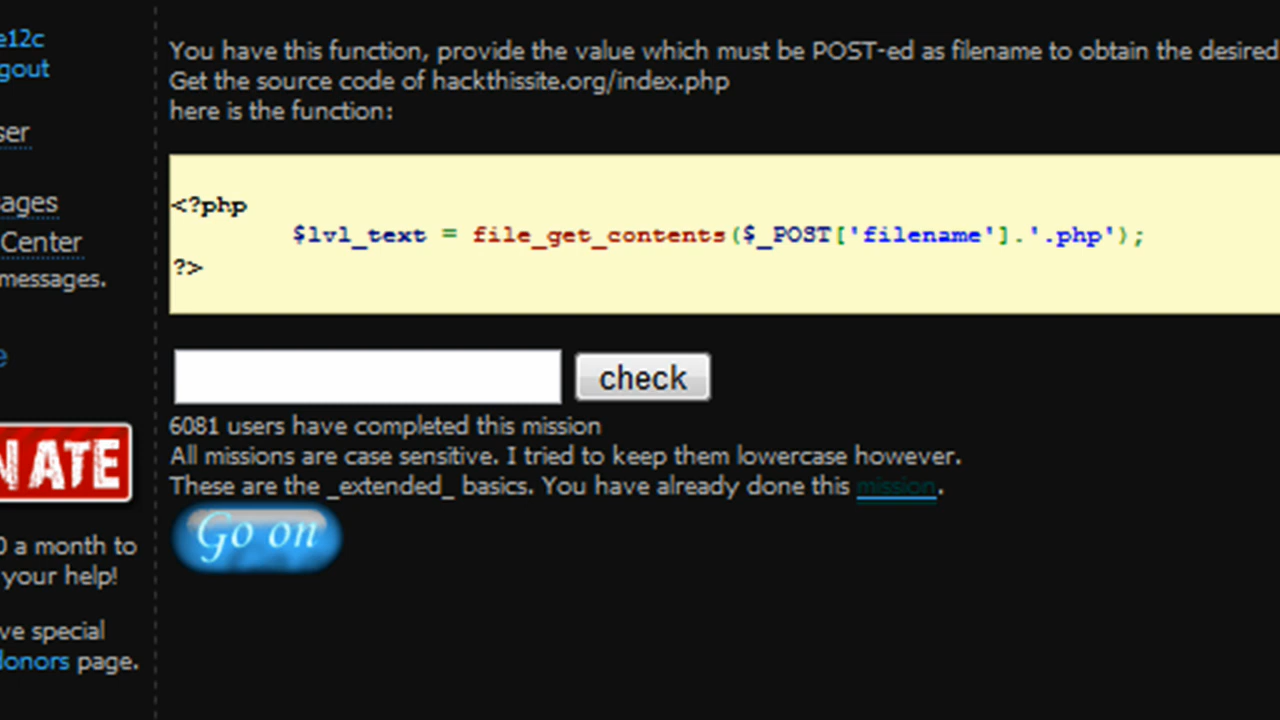 e12c
gout
ser
ages
Center
messages.
e
NATE
0 a month to
your help!
ve special
donors page.
You have this function, provide the value which must be POST-ed as filename to obtain the desired
Get the source code of hackthissite.org/index.php
here is the function:
<?php
$lvl_text = file_get_contents($_POST['filename'].'.php');
?>
check
6081 users have completed this mission
All missions are case sensitive. I tried to keep them lowercase however.
These are the _extended_ basics. You have already done this mission.
Go on